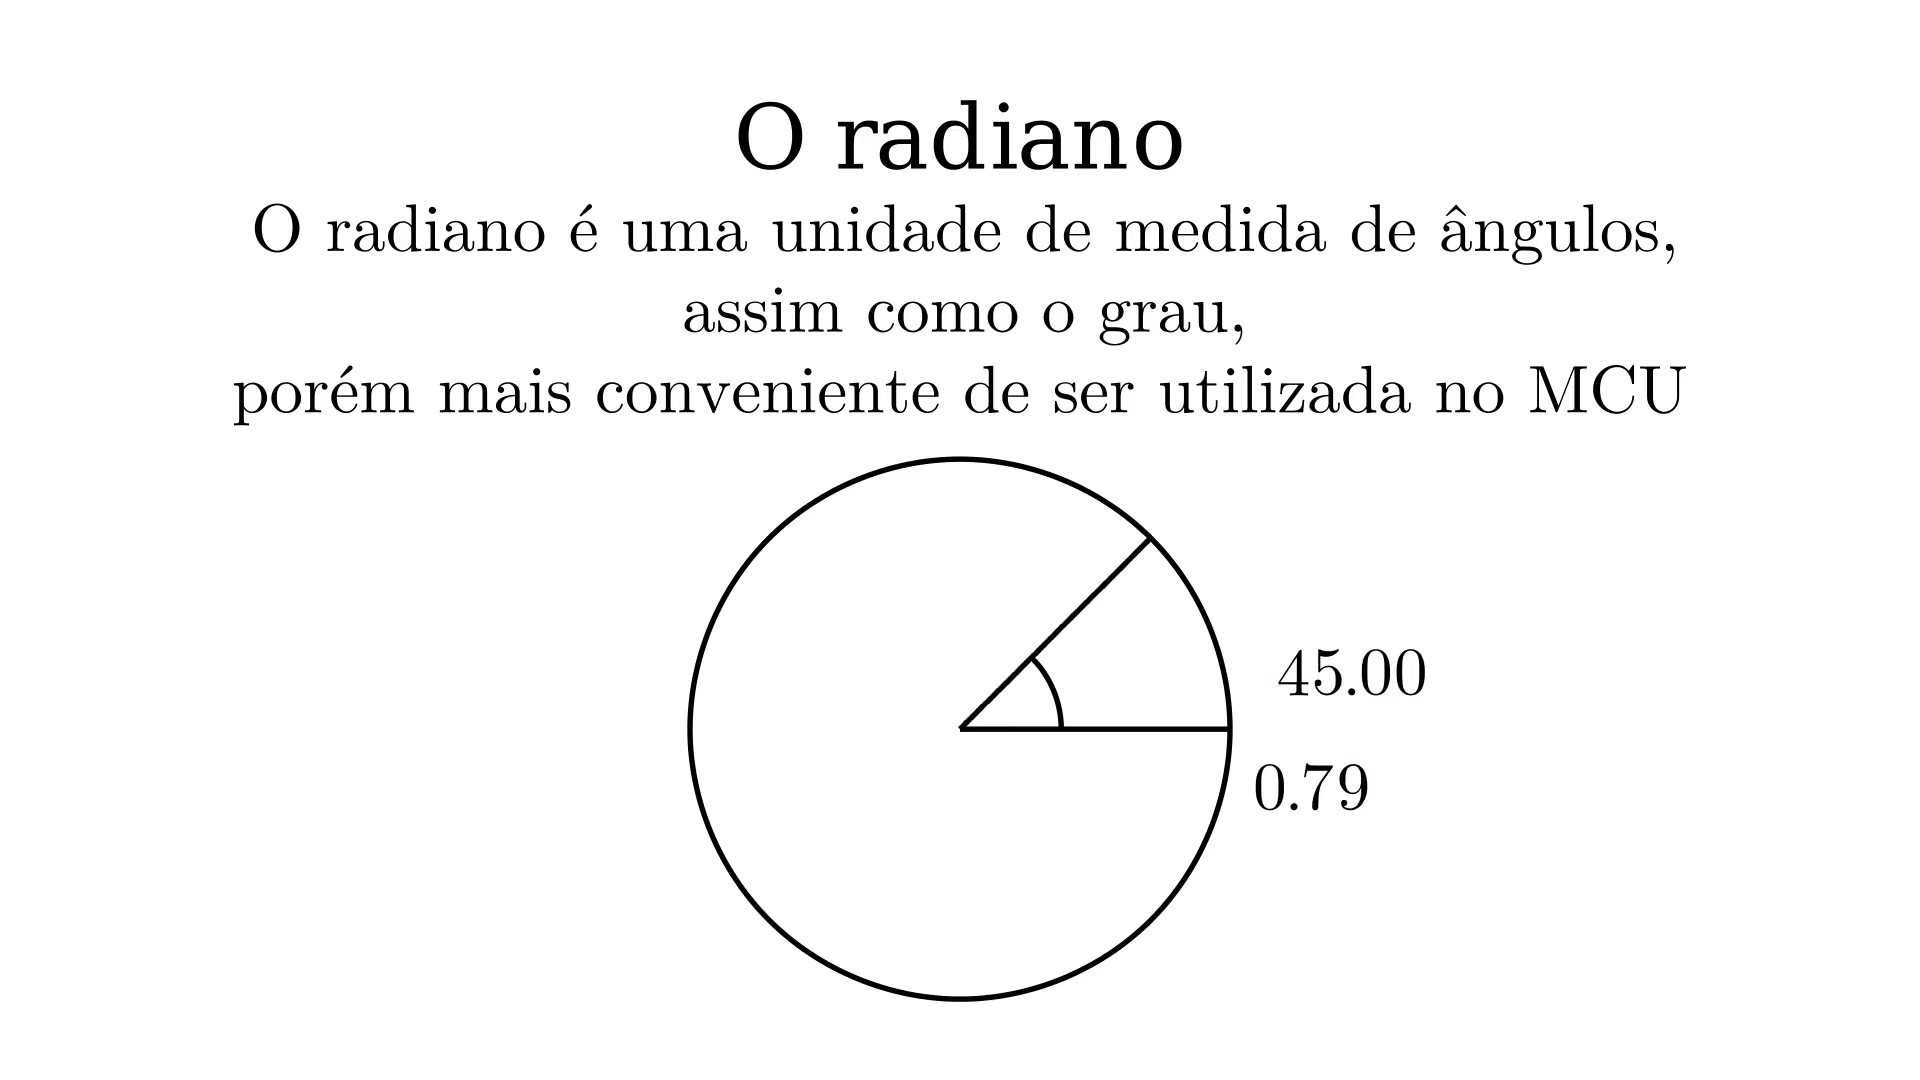 O radiano
O radiano é uma unidade de medida de ângulos,
assim como o grau,
porém mais conveniente de ser utilizada no MCU
45.00
0.79